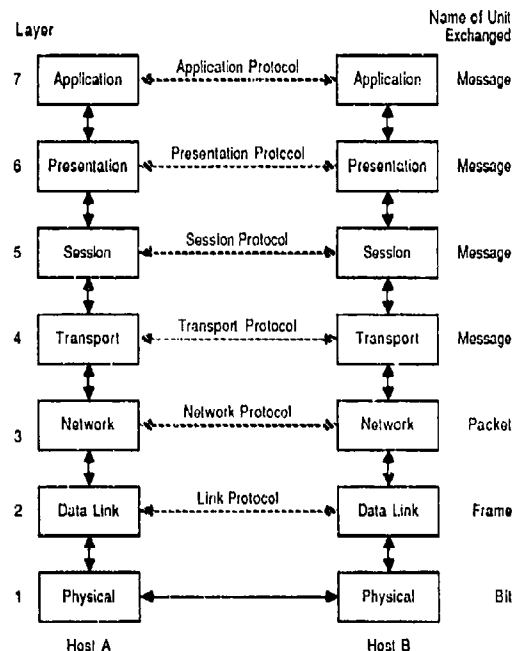 Layer
Name of Unit
Exchanged
7 Application Application Protocol Application Message
6 Presentation Presentation Protocol Presentation Message
5 Session Session Protocol Session Message
4 Transport Transport Protocol Transport Message
3 Network Network Protocol Network Packet
2 Data Link Link Protocol Data Link Frame
1 Physical Physical Bit
Host A Host B